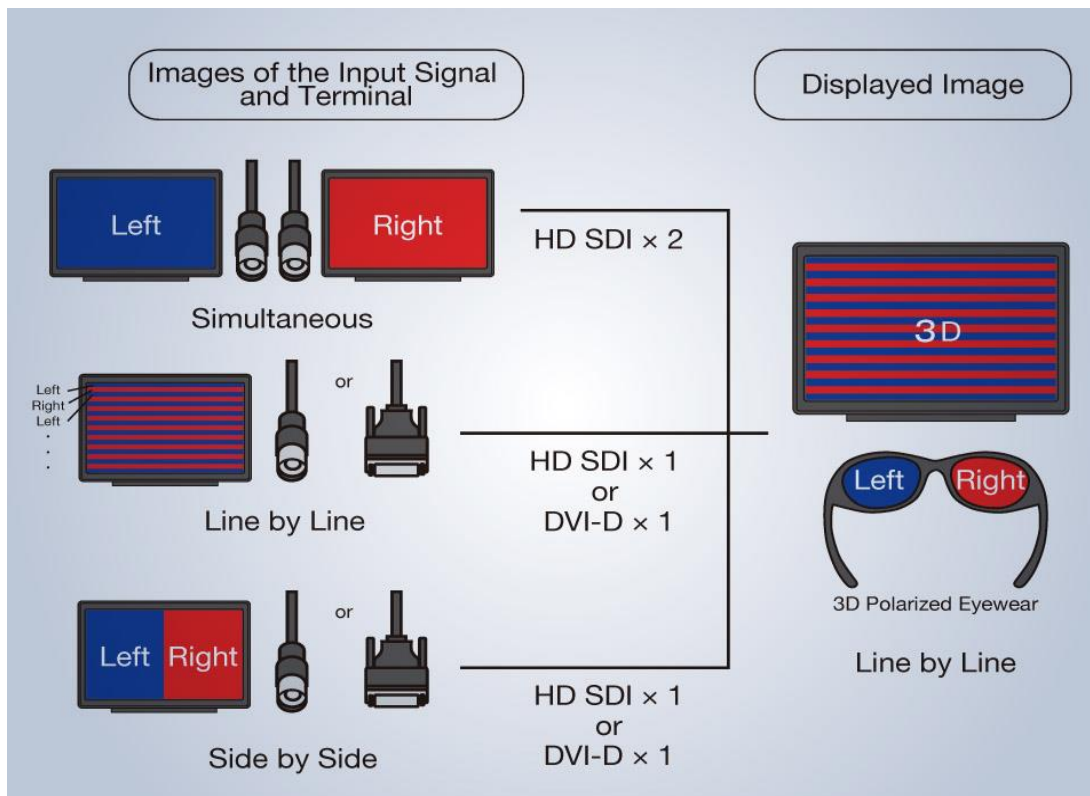 Images of the Input Signal
and Terminal
Displayed Image
Left
Right
HD SDI × 2
Simultaneous
3D
Left
Right
Left
.
.
.
or
HD SDI × 1
or
DVI-D × 1
Line by Line
Left
Right
3D Polarized Eyewear
Line by Line
Left
Right
or
HD SDI × 1
or
DVI-D × 1
Side by Side